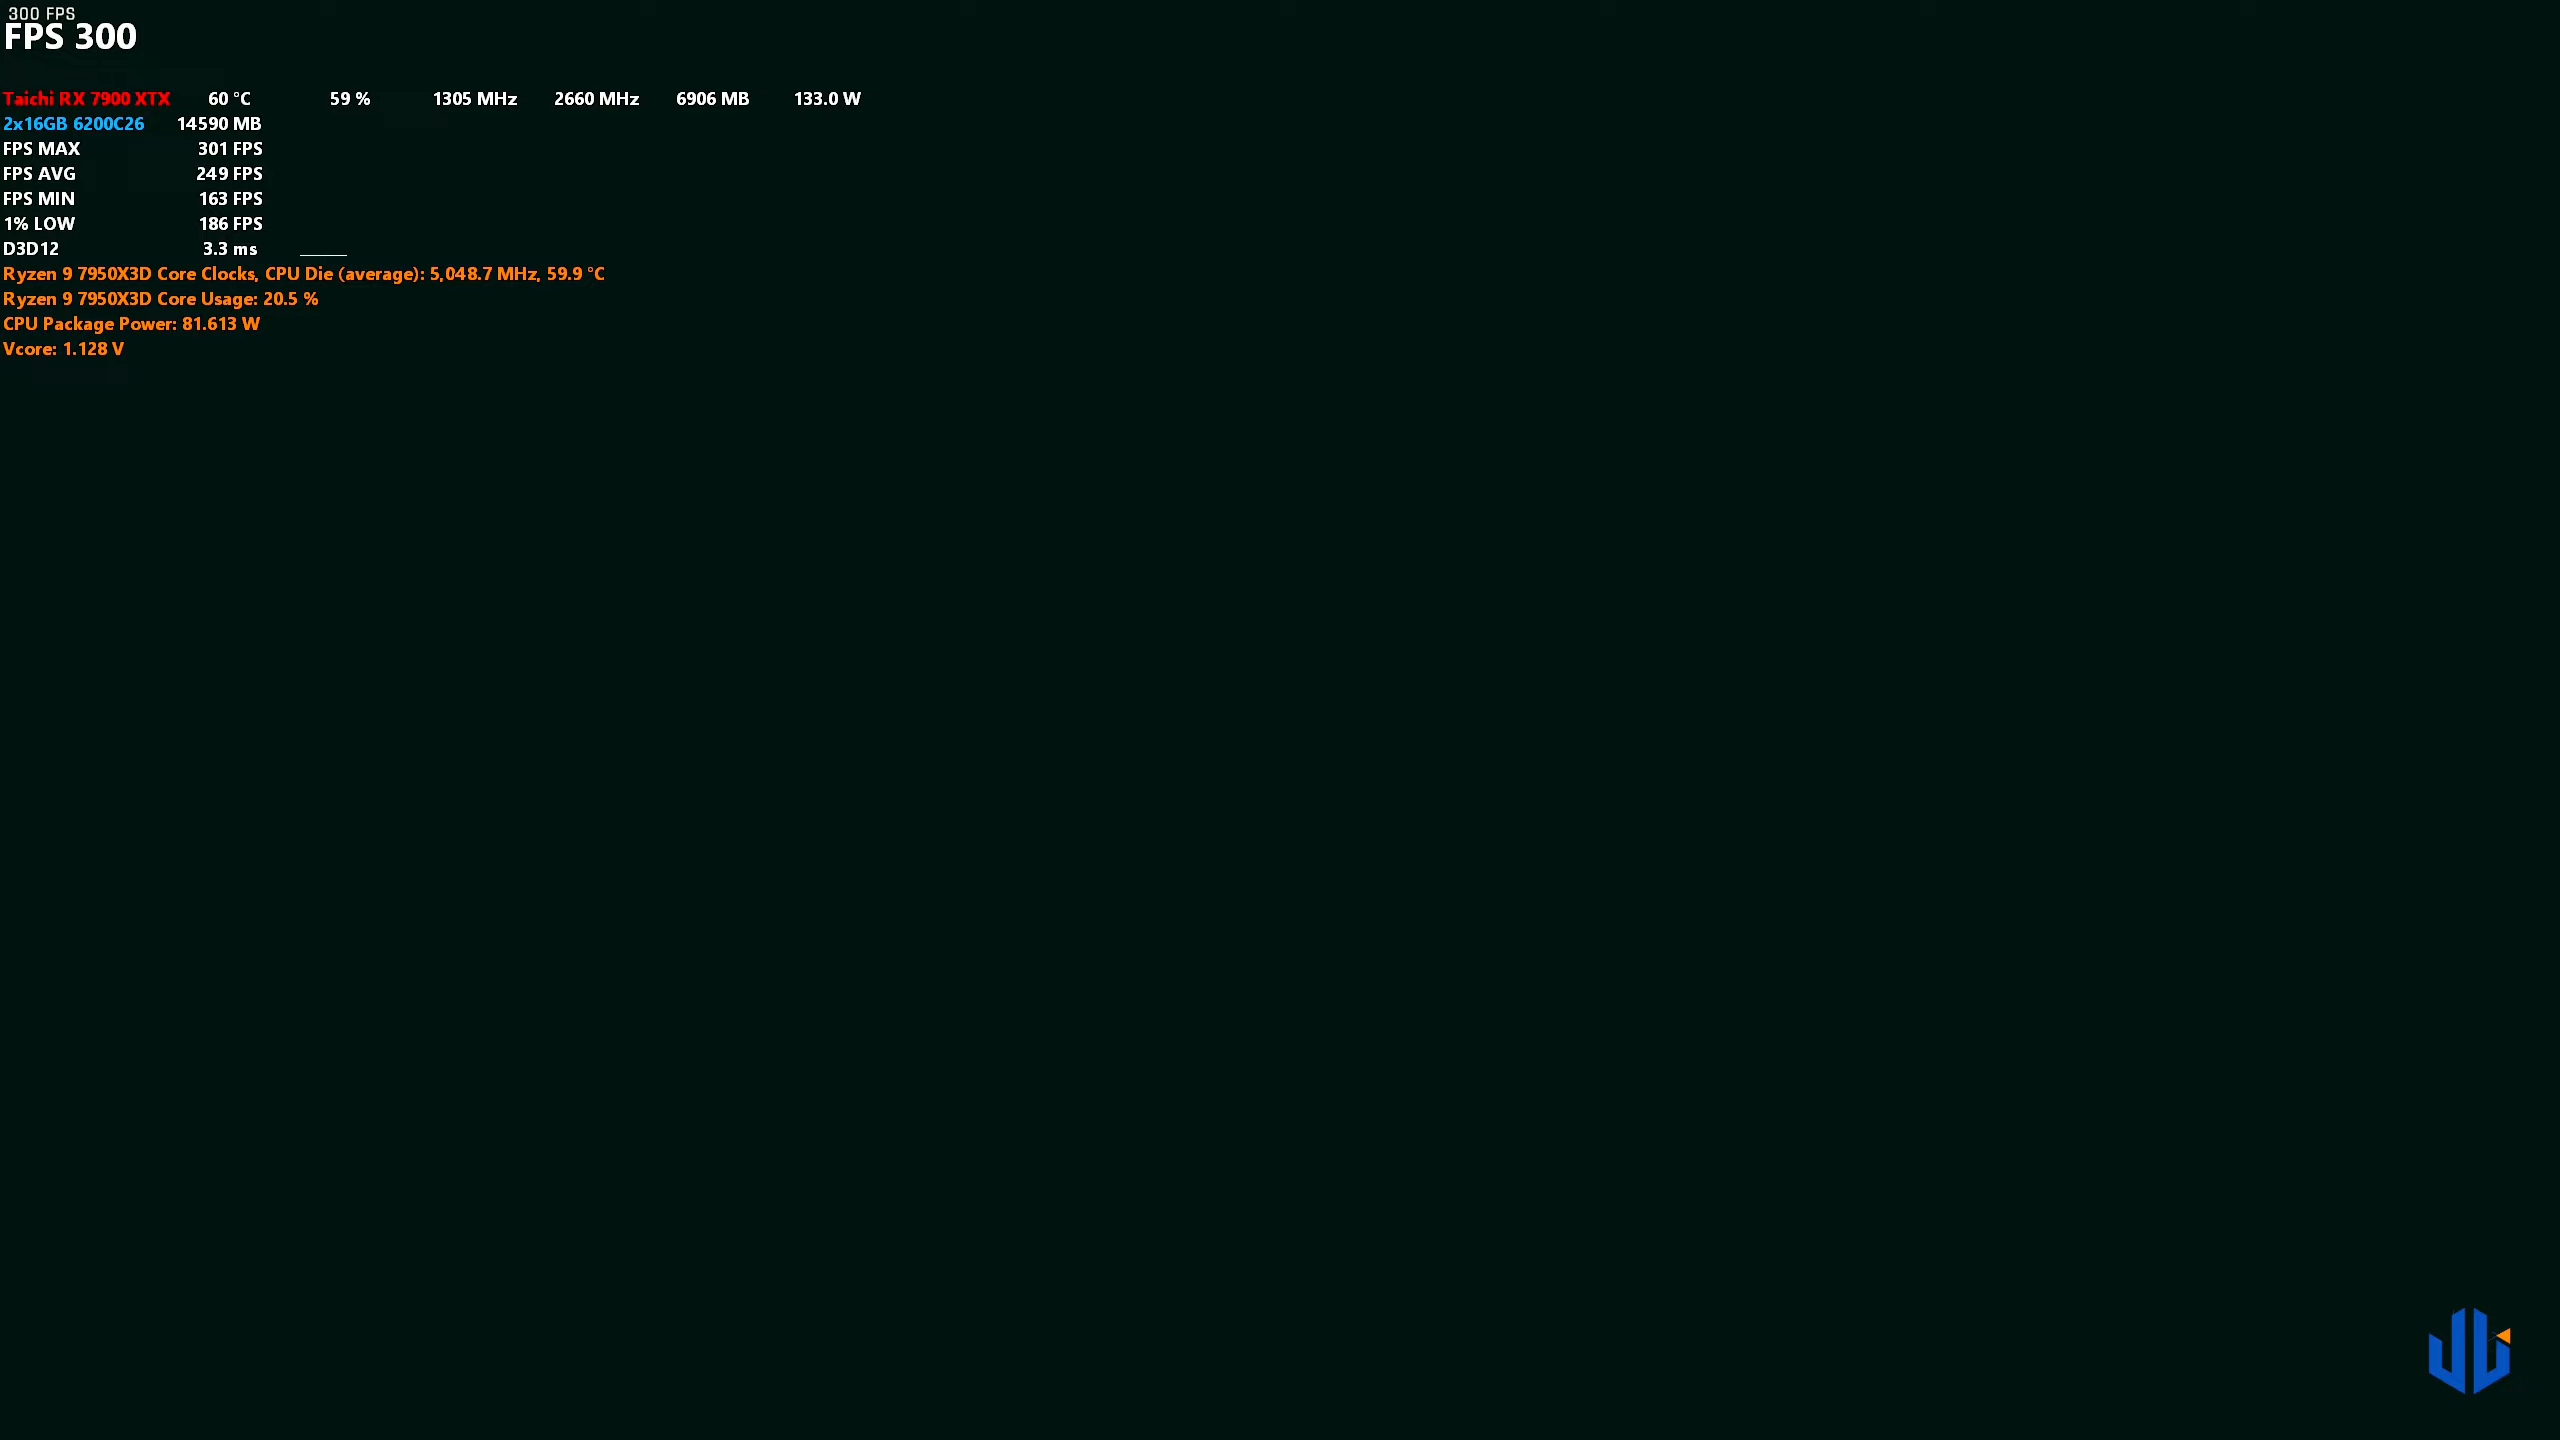 300 FPS
FPS 300
Taichi RX 7900 XTX 60 °C 59 % 1305 MHz 2660 MHz 6906 MB 133.0 W
2x16GB 6200C26 14590 MB
FPS MAX 301 FPS
FPS AVG 249 FPS
FPS MIN 163 FPS
1% LOW 186 FPS
D3D12 3.3 ms
Ryzen 9 7950X3D Core Clocks, CPU Die (average): 5,048.7 MHz, 59.9 °C
Ryzen 9 7950X3D Core Usage: 20.5 %
CPU Package Power: 81.613 W
Vcore: 1.128 V